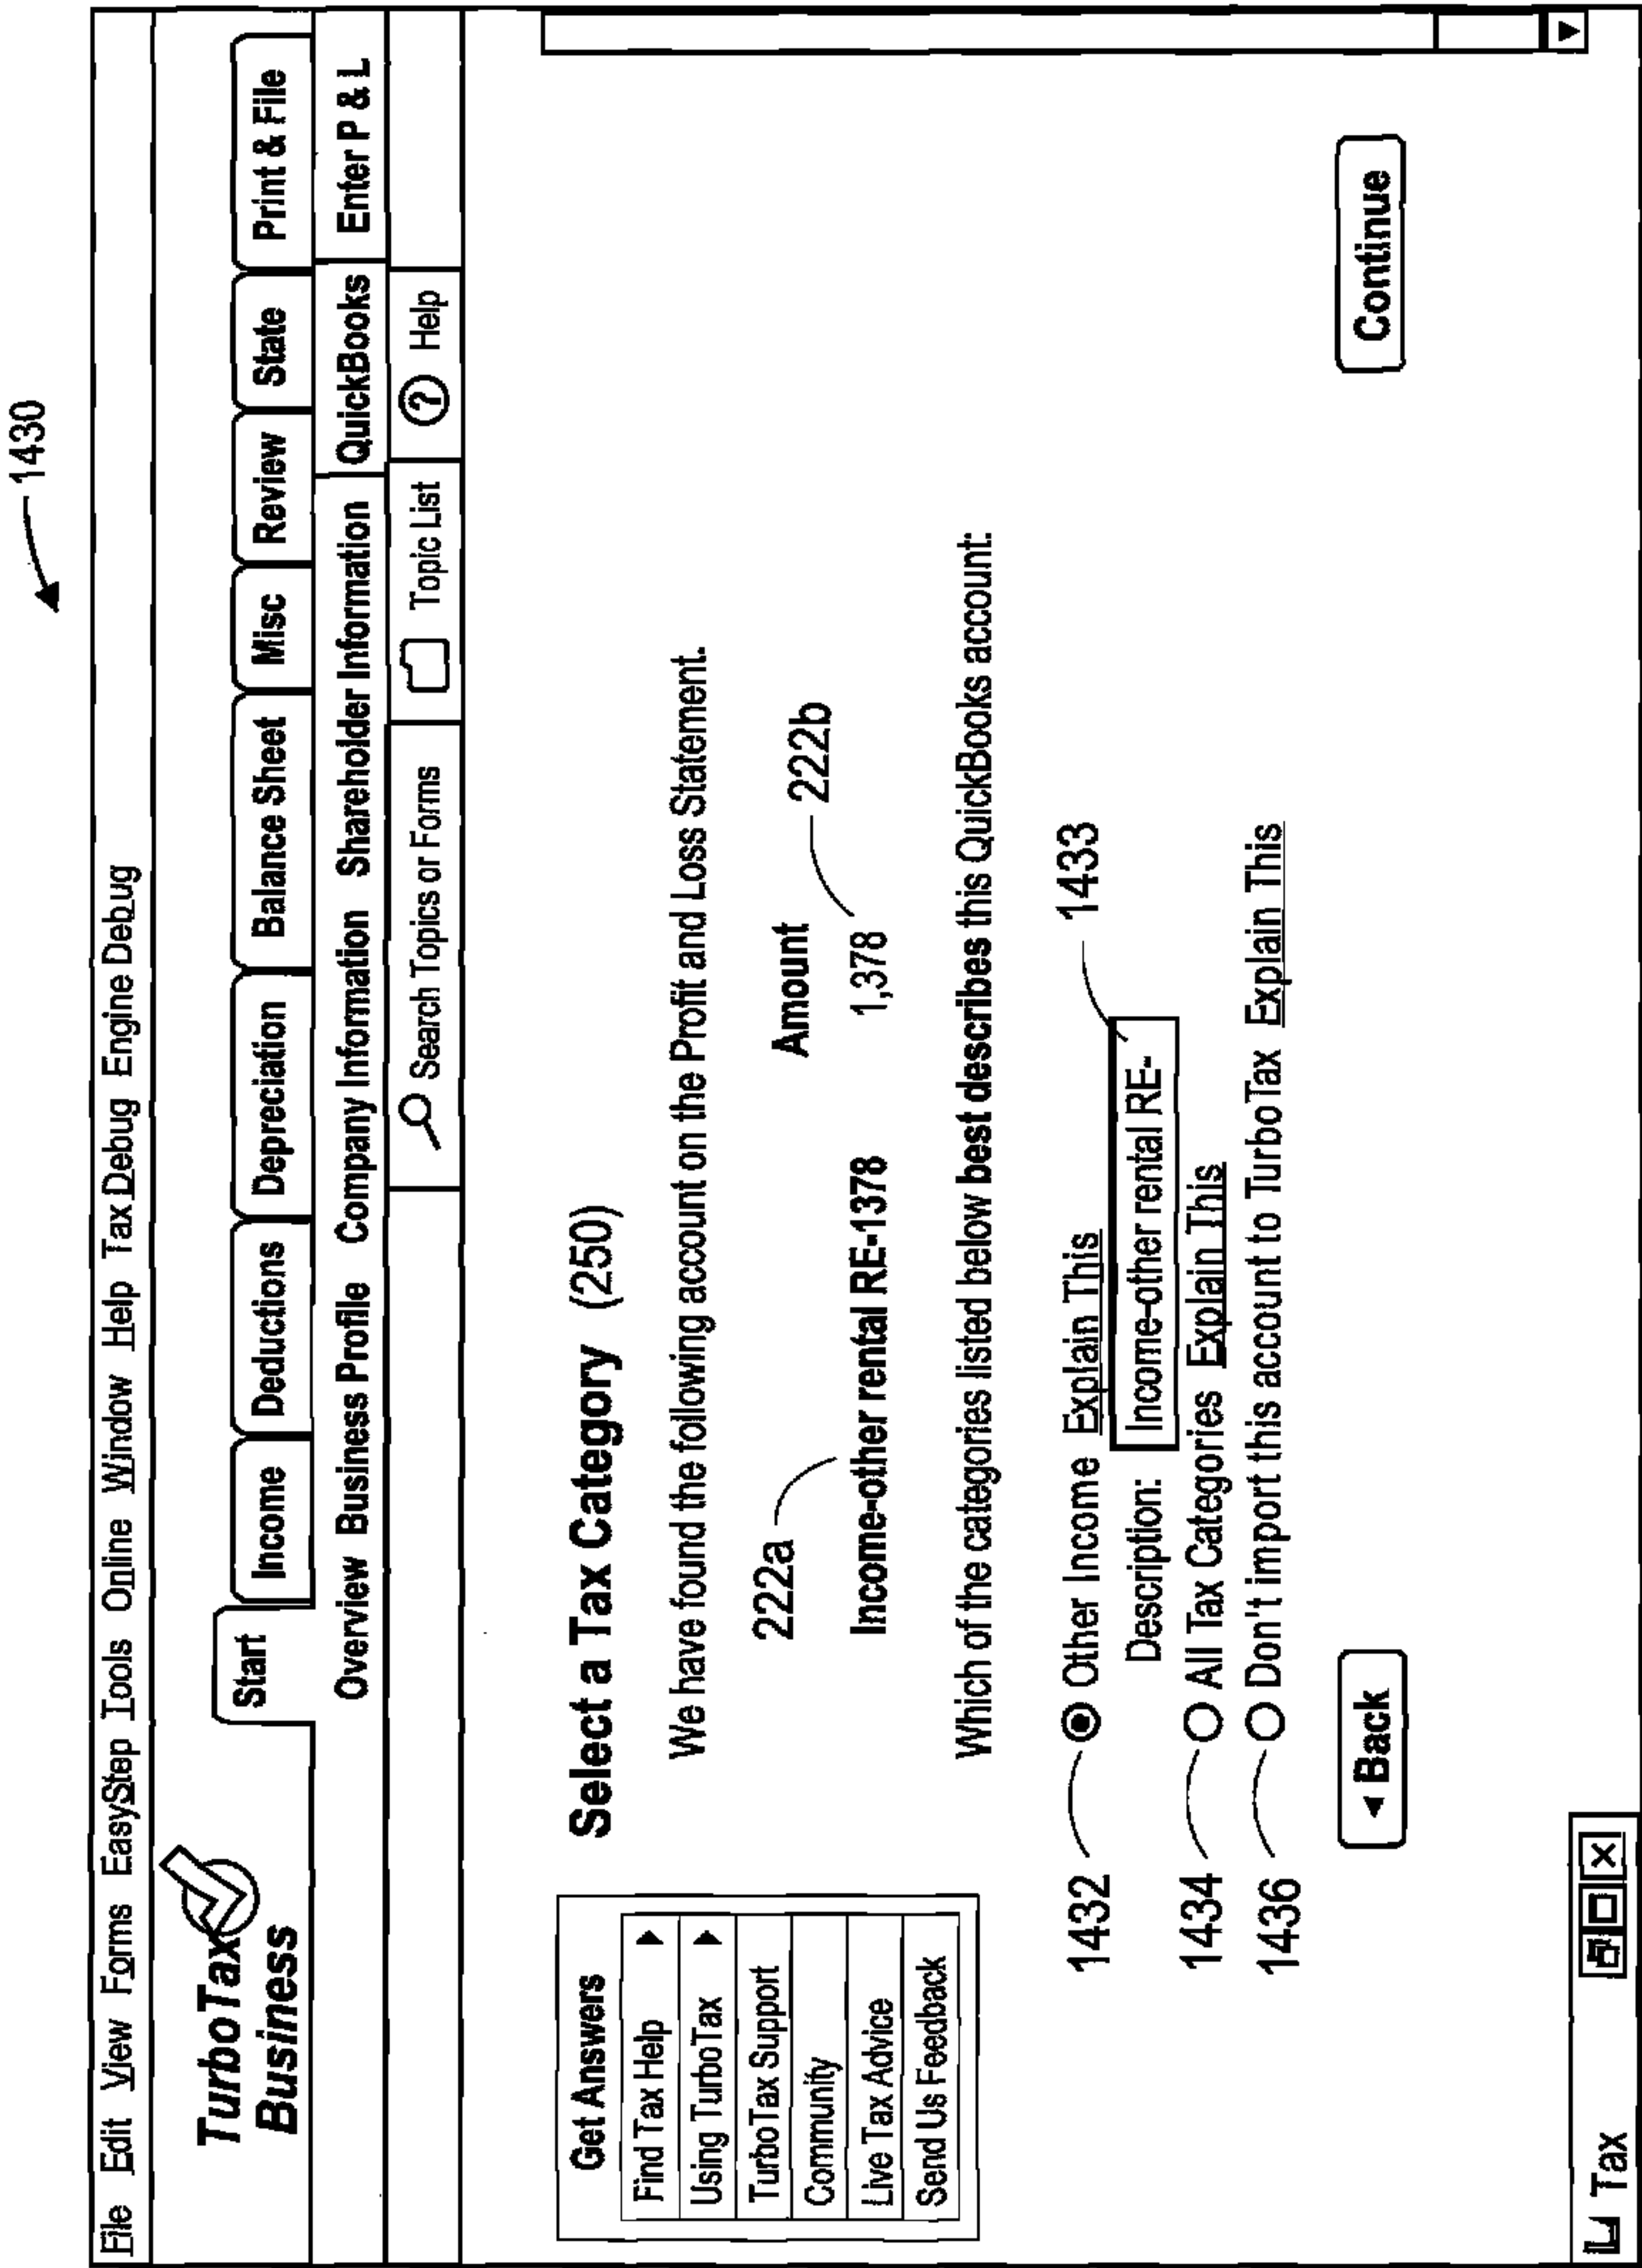 1430
File Edit View Forms EasyStep Tools Online Window Help Tax Debug Engine Debug
TurboTax
Business
Start Income Deductions Depreciation Balance Sheet Misc Review State Print & File
Overview Business Profile Company Information Shareholder Information QuickBooks Enter P & L
Search Topics or Forms Topic List ? Help
Get Answers
Find Tax Help
Using TurboTax
TurboTax Support
Community
Live Tax Advice
Send Us Feedback
Select a Tax Category (250)
We have found the following account on the Profit and Loss Statement.
222a Amount 222b
Income-other rental RE-1378 1,378
Which of the categories listed below best describes this QuickBooks account:
1432 Other Income Explain This 1433
Description: Income-other rental RE-
1434 All Tax Categories Explain This
1436 Don't import this account to TurboTax Explain This
Back Continue
Tax